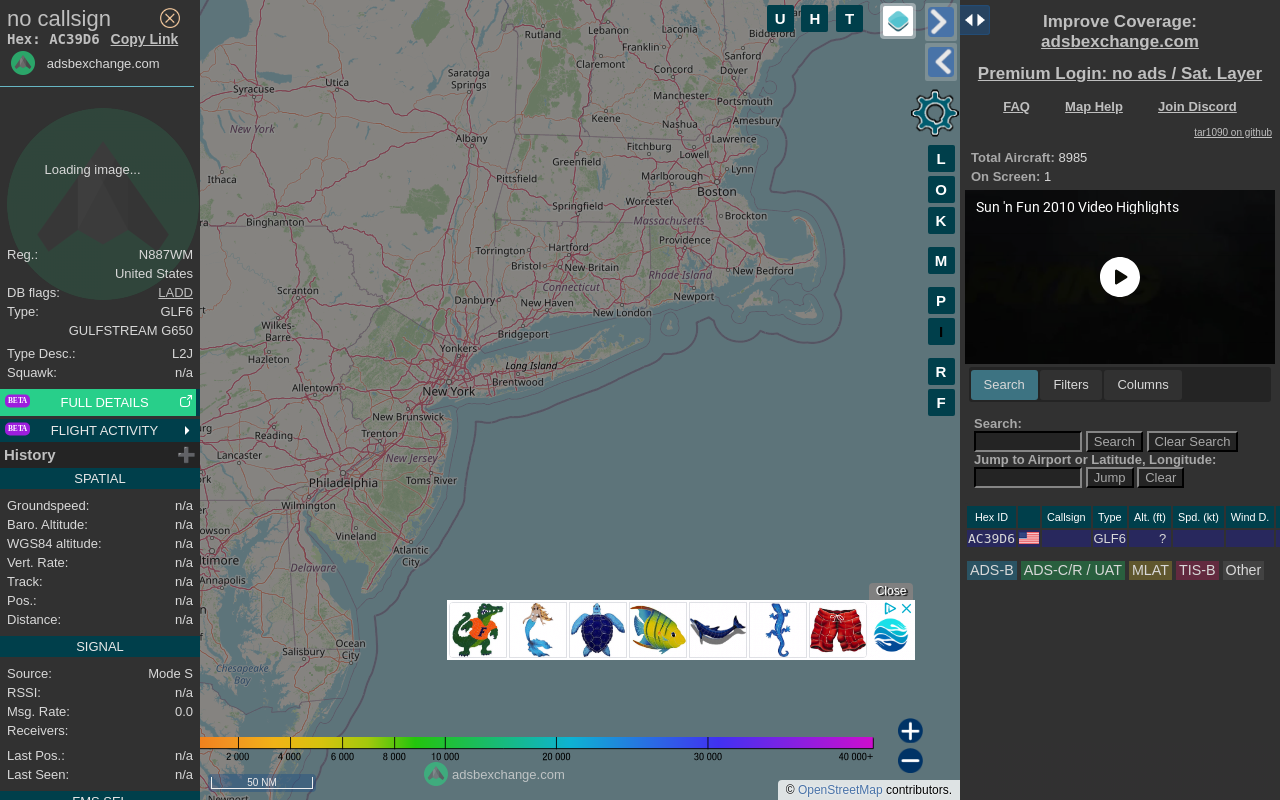 no callsign
Hex: AC39D6 Copy Link
adsbexchange.com
Loading image...
Reg.: N887WM
United States
DB flags: LADD
Type: GLF6
GULFSTREAM G650
Type Desc.: L2J
Squawk: n/a
BETA FULL DETAILS
BETA FLIGHT ACTIVITY
History
SPATIAL
Groundspeed: n/a
Baro. Altitude: n/a
WGS84 altitude: n/a
Vert. Rate: n/a
Track: n/a
Pos.: n/a
Distance: n/a
SIGNAL
Source: Mode S
RSSI: n/a
Msg. Rate: 0.0
Receivers:
Last Pos.: n/a
Last Seen: n/a
FMS SEL
U H T
L
O
K
M
P
I
R
F
Rutland
Lebanon
Laconia
Biddeford
Franklin
Sanford
Claremont
Concord
Dover
Saratoga
Springs
Utica
Syracuse
Manchester
Portsmouth
Keene
Nashua
Amesbury
New York
Albany
Fitchburg
Lawrence
Greenfield
Lowell
Lynn
Ithaca
Pittsfield
Marlborough
Boston
Worcester
Springfield
Massachusetts
Brockton
Binghamton
Torrington
Hartford
Providence
Bristol
New Britain
Rhode Island
New Bedford
Connecticut
Scranton
Danbury
New Haven
Newport
New London
Wilkes-
Barre
Bridgeport
Yonkers
Hazleton
Long Island
Allentown
New York
Brentwood
New Brunswick
Reading
Trenton
Lancaster
New Jersey
Philadelphia
Toms River
Wilmington
Vineland
Atlantic
City
Annapolis
Delaware
Salisbury
Ocean
City
Chesapeake
Bay
Close
2 000 4 000 6 000 8 000 10 000 20 000 30 000 40 000+
adsbexchange.com
50 NM
© OpenStreetMap contributors.
Improve Coverage:
adsbexchange.com
Premium Login: no ads / Sat. Layer
FAQ Map Help Join Discord
tar1090 on github
Total Aircraft: 8985
On Screen: 1
Sun 'n Fun 2010 Video Highlights
Search Filters Columns
Search:
Search Clear Search
Jump to Airport or Latitude, Longitude:
Jump Clear
Hex ID Callsign Type Alt. (ft) Spd. (kt) Wind D.
AC39D6 GLF6 ?
ADS-B ADS-C/R / UAT MLAT TIS-B Other